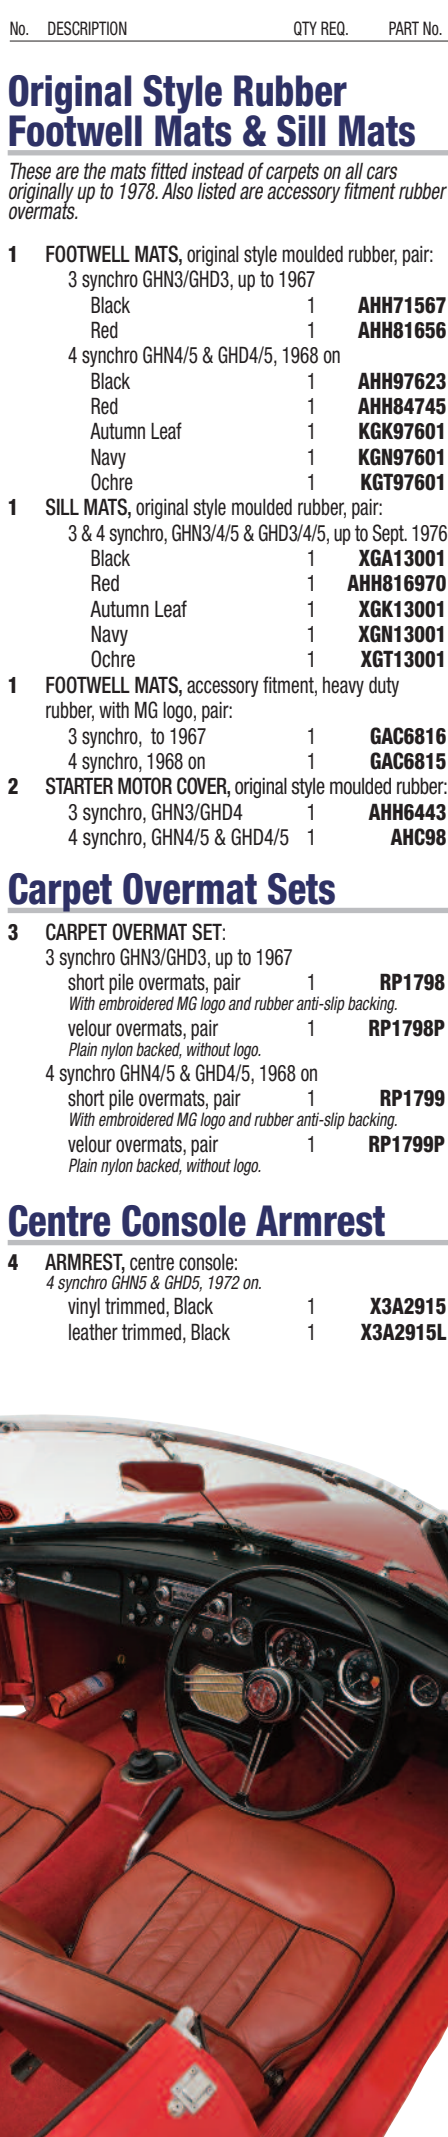 No. DESCRIPTION QTY REQ. PART No.
Original Style Rubber
Footwell Mats & Sill Mats
These are the mats fitted instead of carpets on all cars
originally up to 1978. Also listed are accessory fitment rubber
overmats.
1 FOOTWELL MATS, original style moulded rubber, pair:
3 synchro GHN3/GHD3, up to 1967
Black 1 AHH71567
Red 1 AHH81656
4 synchro GHN4/5 & GHD4/5, 1968 on
Black 1 AHH97623
Red 1 AHH84745
Autumn Leaf 1 KGK97601
Navy 1 KGN97601
Ochre 1 KGT97601
1 SILL MATS, original style moulded rubber, pair:
3 & 4 synchro, GHN3/4/5 & GHD3/4/5, up to Sept. 1976
Black 1 XGA13001
Red 1 AHH816970
Autumn Leaf 1 XGK13001
Navy 1 XGN13001
Ochre 1 XGT13001
1 FOOTWELL MATS, accessory fitment, heavy duty
rubber, with MG logo, pair:
3 synchro, to 1967 1 GAC6816
4 synchro, 1968 on 1 GAC6815
2 STARTER MOTOR COVER, original style moulded rubber:
3 synchro, GHN3/GHD4 1 AHH6443
4 synchro, GHN4/5 & GHD4/5 1 AHC98
Carpet Overmat Sets
3 CARPET OVERMAT SET:
3 synchro GHN3/GHD3, up to 1967
short pile overmats, pair 1 RP1798
With embroidered MG logo and rubber anti-slip backing.
velour overmats, pair 1 RP1798P
Plain nylon backed, without logo.
4 synchro GHN4/5 & GHD4/5, 1968 on
short pile overmats, pair 1 RP1799
With embroidered MG logo and rubber anti-slip backing.
velour overmats, pair 1 RP1799P
Plain nylon backed, without logo.
Centre Console Armrest
4 ARMREST, centre console:
4 synchro GHN5 & GHD5, 1972 on.
vinyl trimmed, Black 1 X3A2915
leather trimmed, Black 1 X3A2915L